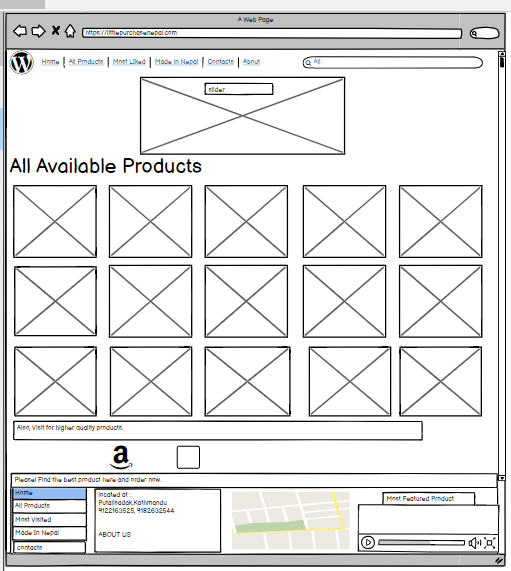 A Web Page
https://littlepurchasenepal.com
Home All Products Most Liked Made In Nepal Contacts About
All
slider
All Available Products
Also, Visit for higher quality products.
a
Please! Find the best product here and order now.
Home
All Products
Most Visited
Made In Nepal
contacts
located at :
Putalisadak, Katnmandu
9122163525, 9182632544
ABOUT US
Most Featured Product